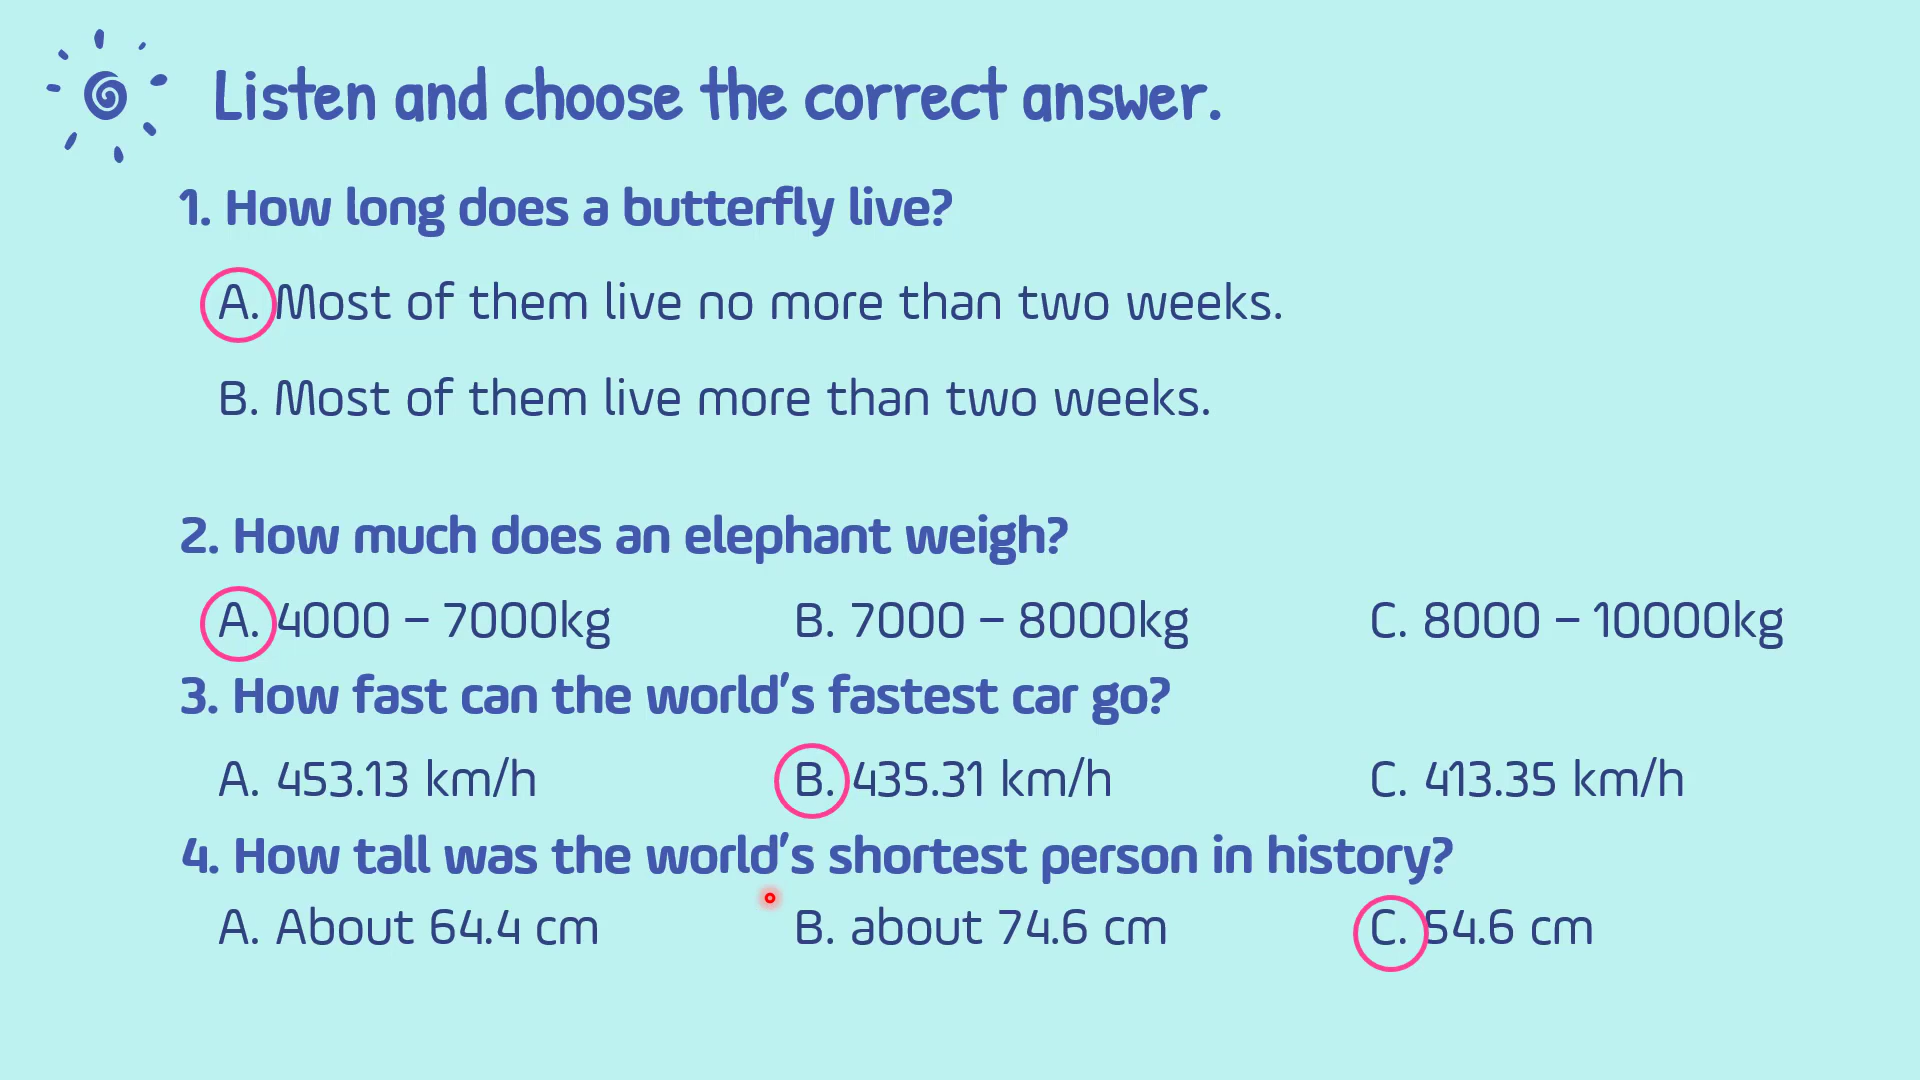 Listen and choose the correct answer.
1. How long does a butterfly live?
A. Most of them live no more than two weeks.
B. Most of them live more than two weeks.
2. How much does an elephant weigh?
A. 4000 – 7000kg B. 7000 – 8000kg C. 8000 – 10000kg
3. How fast can the world's fastest car go?
A. 453.13 km/h B. 435.31 km/h C. 413.35 km/h
4. How tall was the world's shortest person in history?
A. About 64.4 cm B. about 74.6 cm C. 54.6 cm